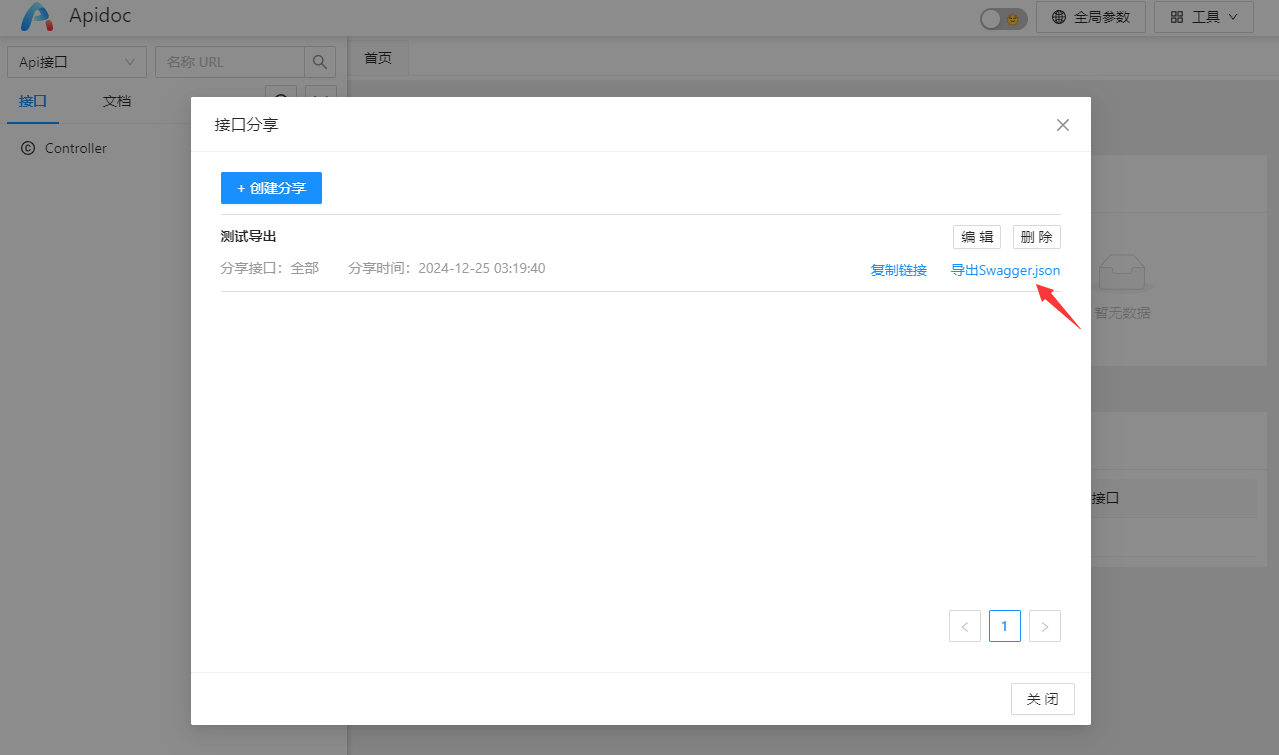 Apidoc
全局参数
工具
Api接口
名称 URL
首页
接口 文档
Controller
接口分享
+ 创建分享
测试导出
编 辑 删 除
分享接口：全部 分享时间：2024-12-25 03:19:40
复制链接 导出Swagger.json
暂无数据
接口
< 1 >
关 闭